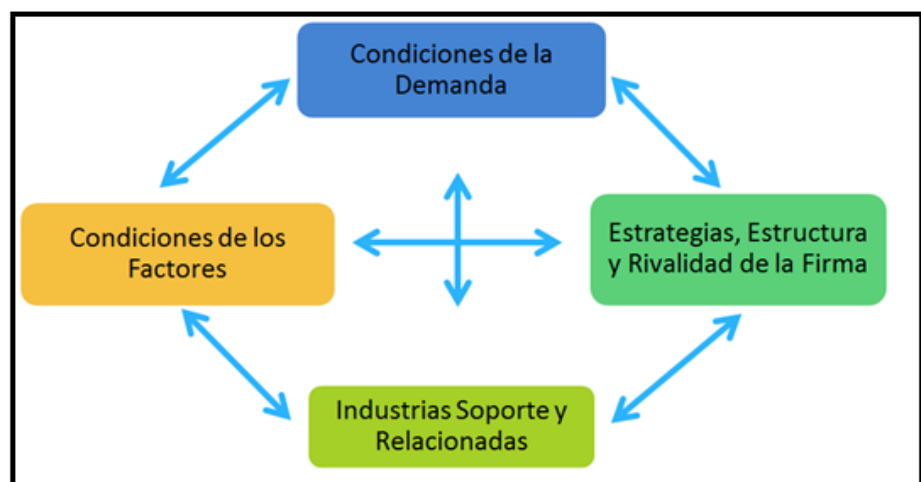 Condiciones de la
Demanda
Condiciones de los
Factores
Estrategias, Estructura
y Rivalidad de la Firma
Industrias Soporte y
Relacionadas